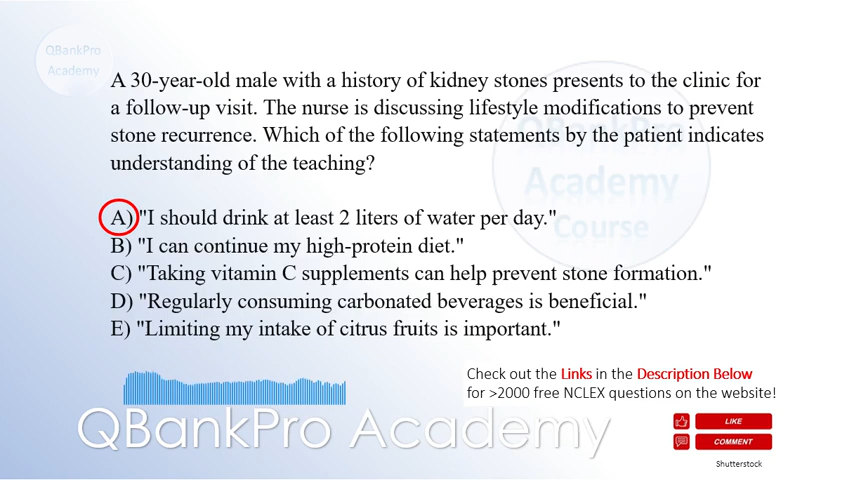 QBankPro
Academy
A 30-year-old male with a history of kidney stones presents to the clinic for
a follow-up visit. The nurse is discussing lifestyle modifications to prevent
stone recurrence. Which of the following statements by the patient indicates
understanding of the teaching?
QBankPro
Academy
Course
A) "I should drink at least 2 liters of water per day."
B) "I can continue my high-protein diet."
C) "Taking vitamin C supplements can help prevent stone formation."
D) "Regularly consuming carbonated beverages is beneficial."
E) "Limiting my intake of citrus fruits is important."
Check out the Links in the Description Below
for >2000 free NCLEX questions on the website!
QBankPro Academy
LIKE
COMMENT
Shutterstock